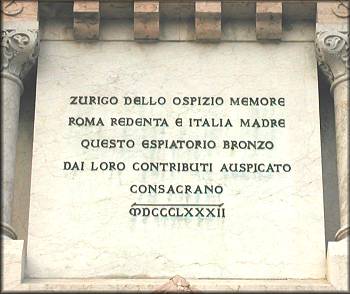 ZURIGO DELLO OSPIZIO MEMORE
ROMA REDENTA E ITALIA MADRE
QUESTO ESPIATORIO BRONZO
DAI LORO CONTRIBUTI AUSPICATO
CONSACRANO
MDCCCLXXXII